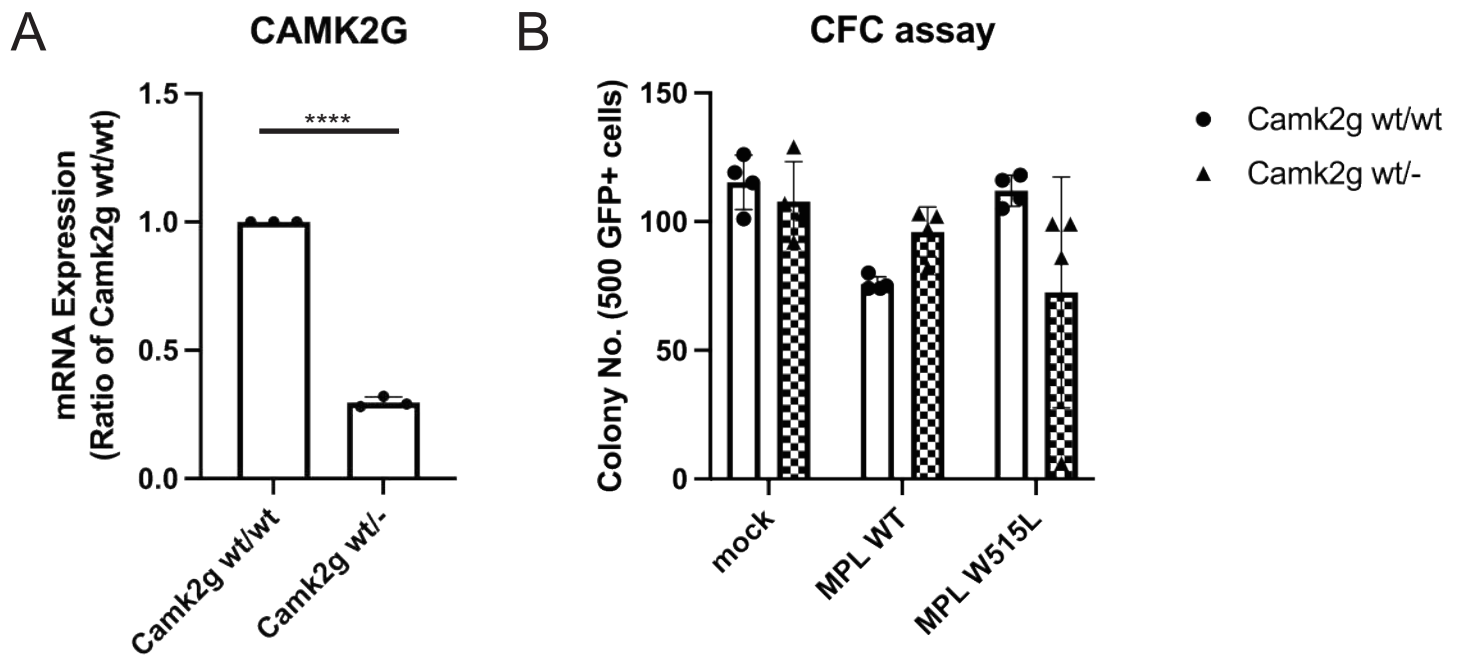 A
CAMK2G
mRNA Expression
(Ratio of Camk2g wt/wt)
1.5
1.0
0.5
0.0
****
Camk2g wt/wt
Camk2g wt/-
B
CFC assay
Colony No. (500 GFP+ cells)
150
100
50
0
mock
MPL WT
MPL W515L
Camk2g wt/wt
Camk2g wt/-